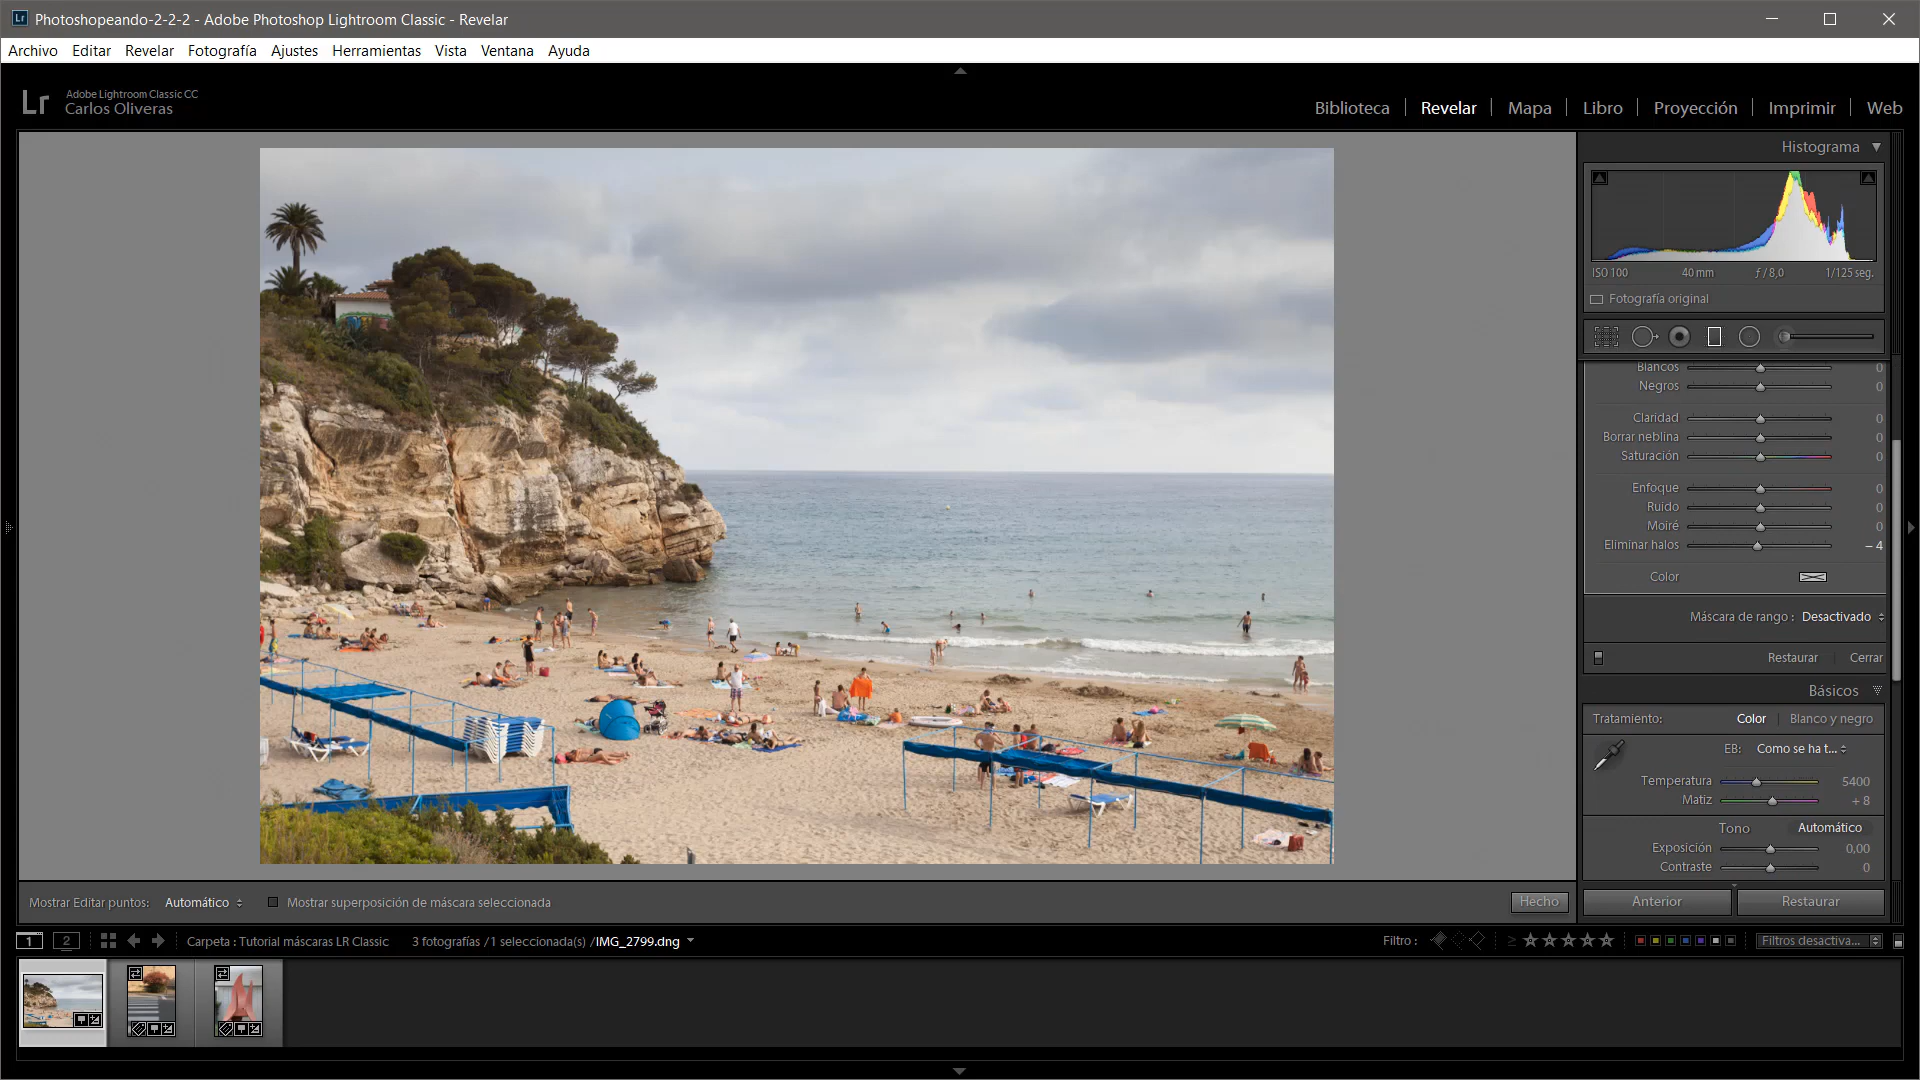 Lr Photoshopeando-2-2-2 - Adobe Photoshop Lightroom Classic - Revelar
Archivo Editar Revelar Fotografía Ajustes Herramientas Vista Ventana Ayuda
Lr Adobe Lightroom Classic CC
Carlos Oliveras
Biblioteca | Revelar | Mapa | Libro | Proyección | Imprimir | Web
Histograma
ISO 100 40 mm ƒ / 8,0 1/125 seg.
Fotografía original
Blancos 0
Negros 0
Claridad 0
Borrar neblina 0
Saturación 0
Enfoque 0
Ruido 0
Moiré 0
Eliminar halos – 4
Color
Máscara de rango : Desactivado
Restaurar Cerrar
Básicos
Tratamiento: Color | Blanco y negro
EB: Como se ha t...
Temperatura 5400
Matiz + 8
Tono Automático
Exposición 0,00
Contraste 0
Mostrar Editar puntos: Automático Mostrar superposición de máscara seleccionada Hecho
Anterior Restaurar
1 2 Carpeta : Tutorial máscaras LR Classic 3 fotografías /1 seleccionada(s) /IMG_2799.dng Filtro : Filtros desactiva...